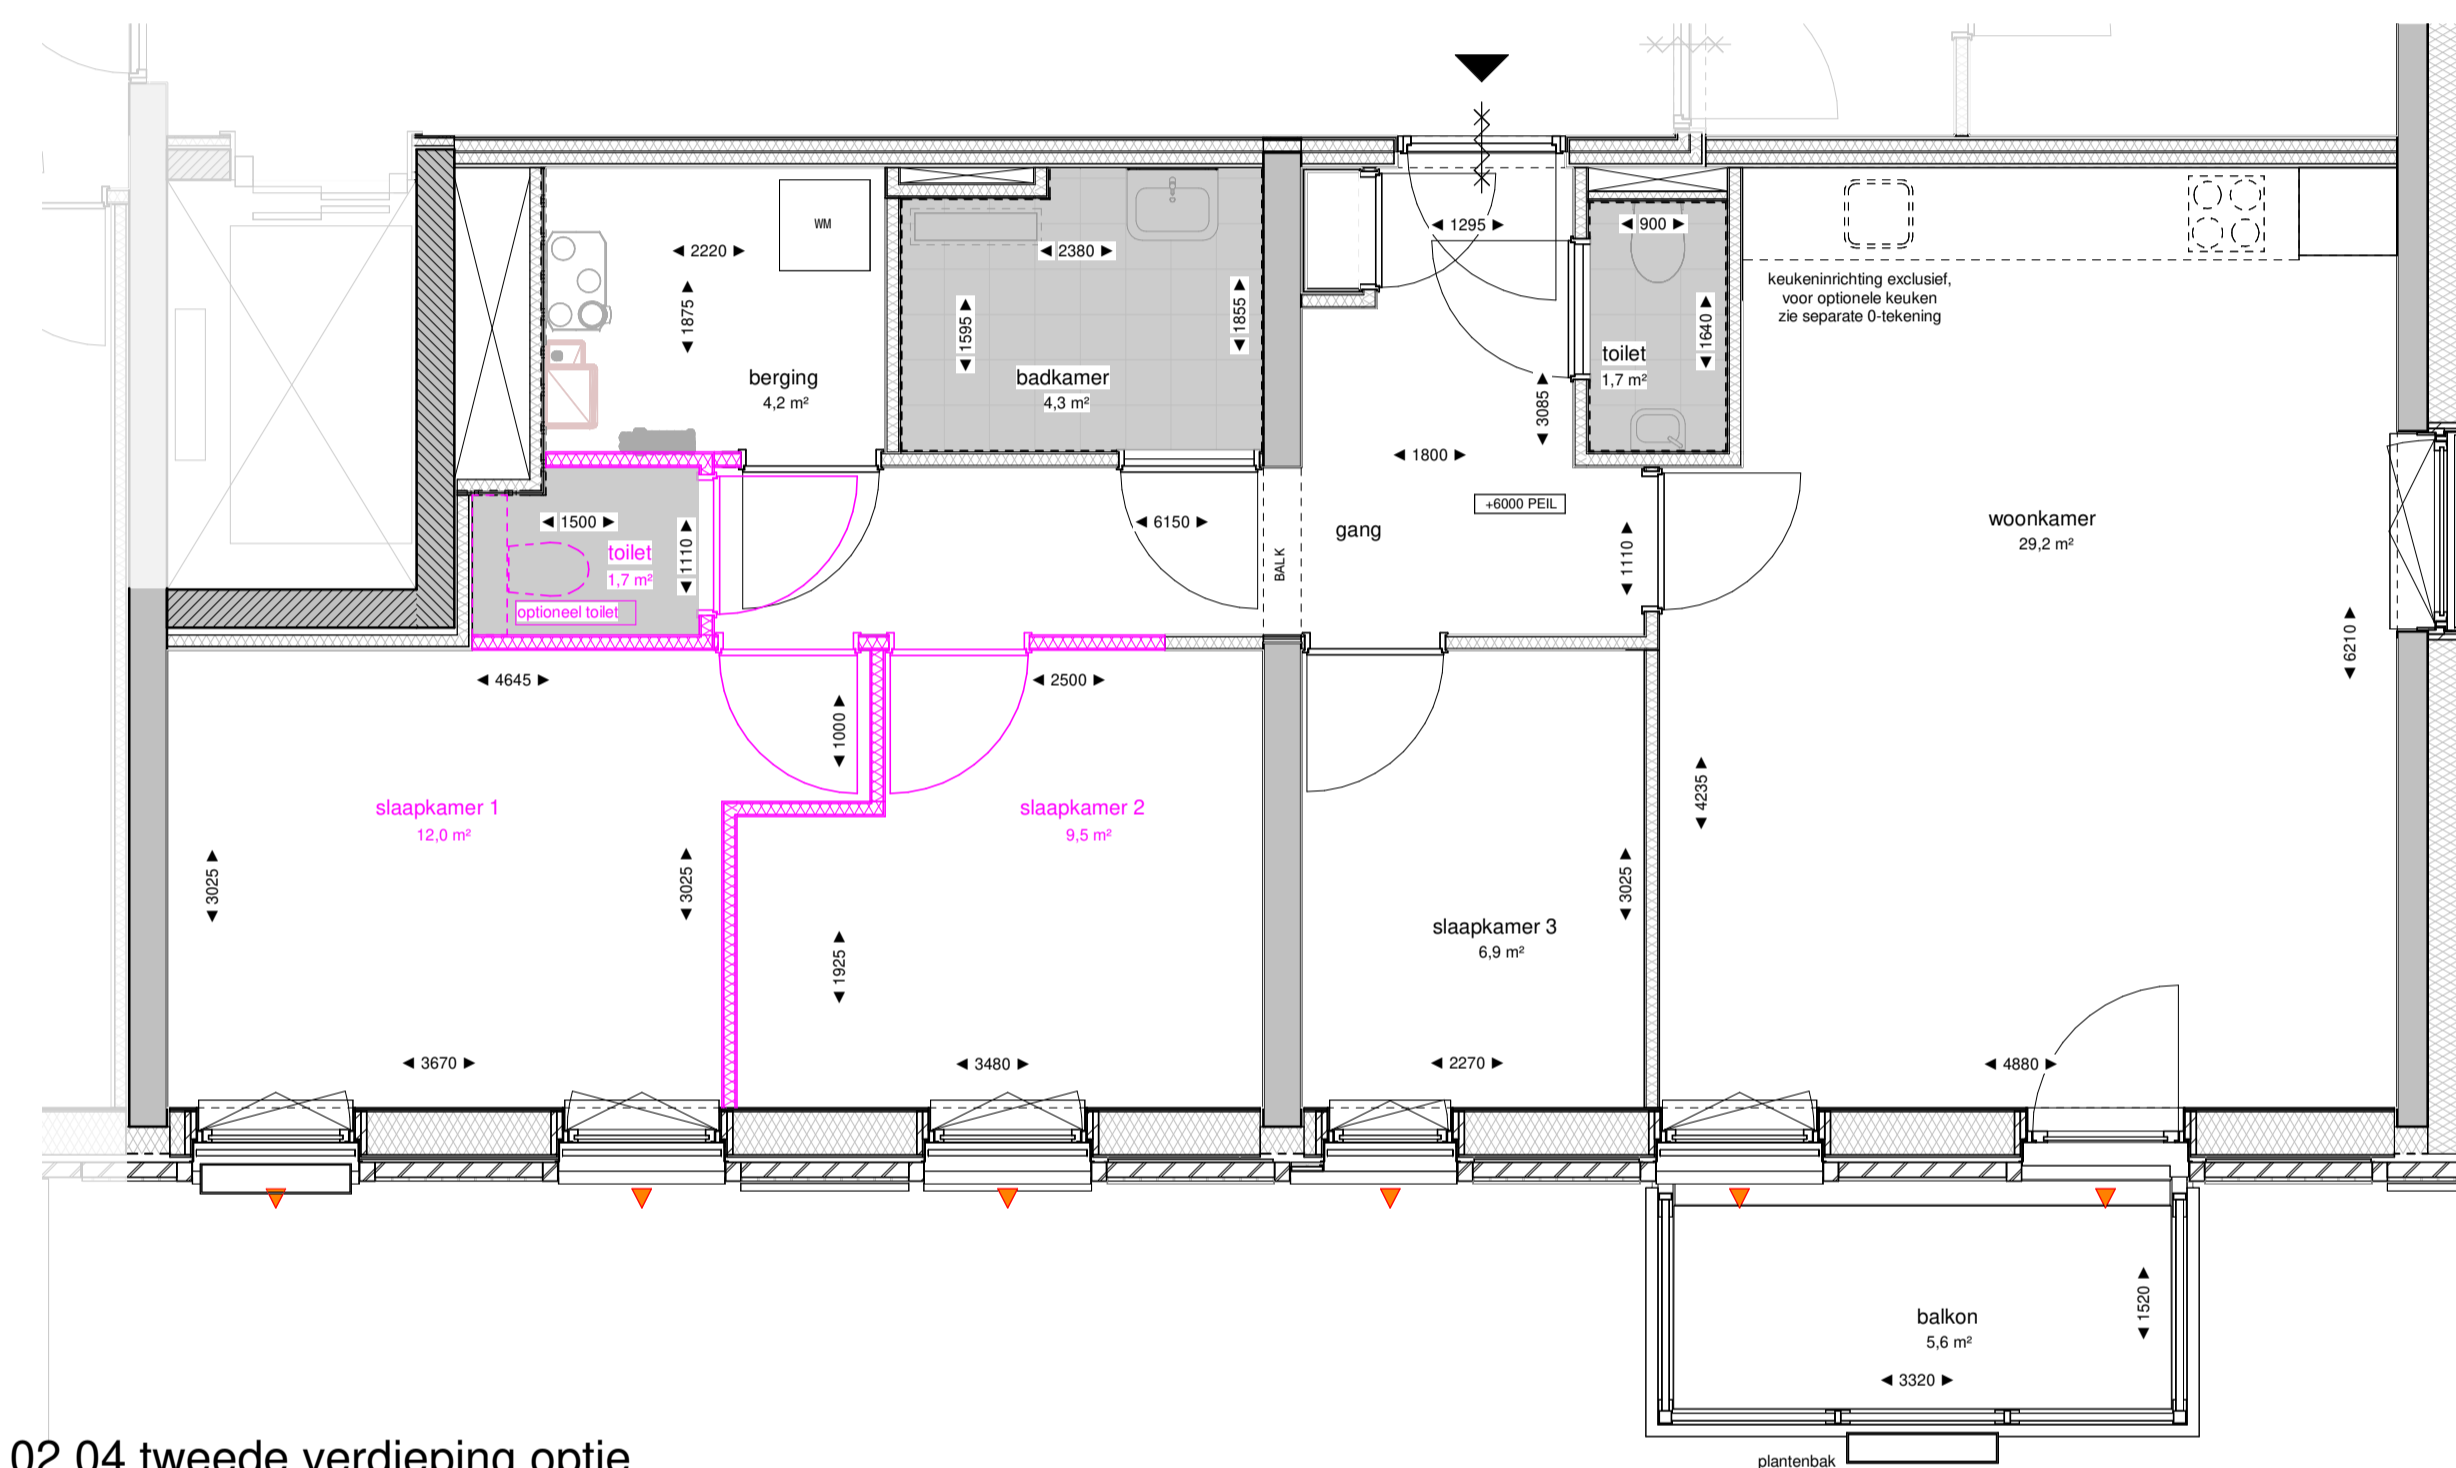 WM
◄ 2220 ►
◄ 1875 ►
berging
4,2 m²
◄ 2380 ►
◄ 1595 ►
◄ 1855 ►
badkamer
4,3 m²
◄ 1295 ►
◄ 900 ►
◄ 1640 ►
toilet
1,7 m²
◄ 3085 ►
◄ 1800 ►
keukeninrichting exclusief,
voor optionele keuken
zie separate 0-tekening
◄ 1500 ►
toilet
1,7 m²
◄ 1110 ►
optioneel toilet
◄ 6150 ►
BALK
gang
+6000 PEIL
◄ 1110 ►
woonkamer
29,2 m²
◄ 6210 ►
◄ 4645 ►
◄ 1000 ►
◄ 2500 ►
◄ 4235 ►
slaapkamer 1
12,0 m²
slaapkamer 2
9,5 m²
◄ 3025 ►
◄ 3025 ►
◄ 1925 ►
◄ 3025 ►
slaapkamer 3
6,9 m²
◄ 3670 ►
◄ 3480 ►
◄ 2270 ►
◄ 4880 ►
◄ 1520 ►
balkon
5,6 m²
◄ 3320 ►
plantenbak
02 04 tweede verdieping optie